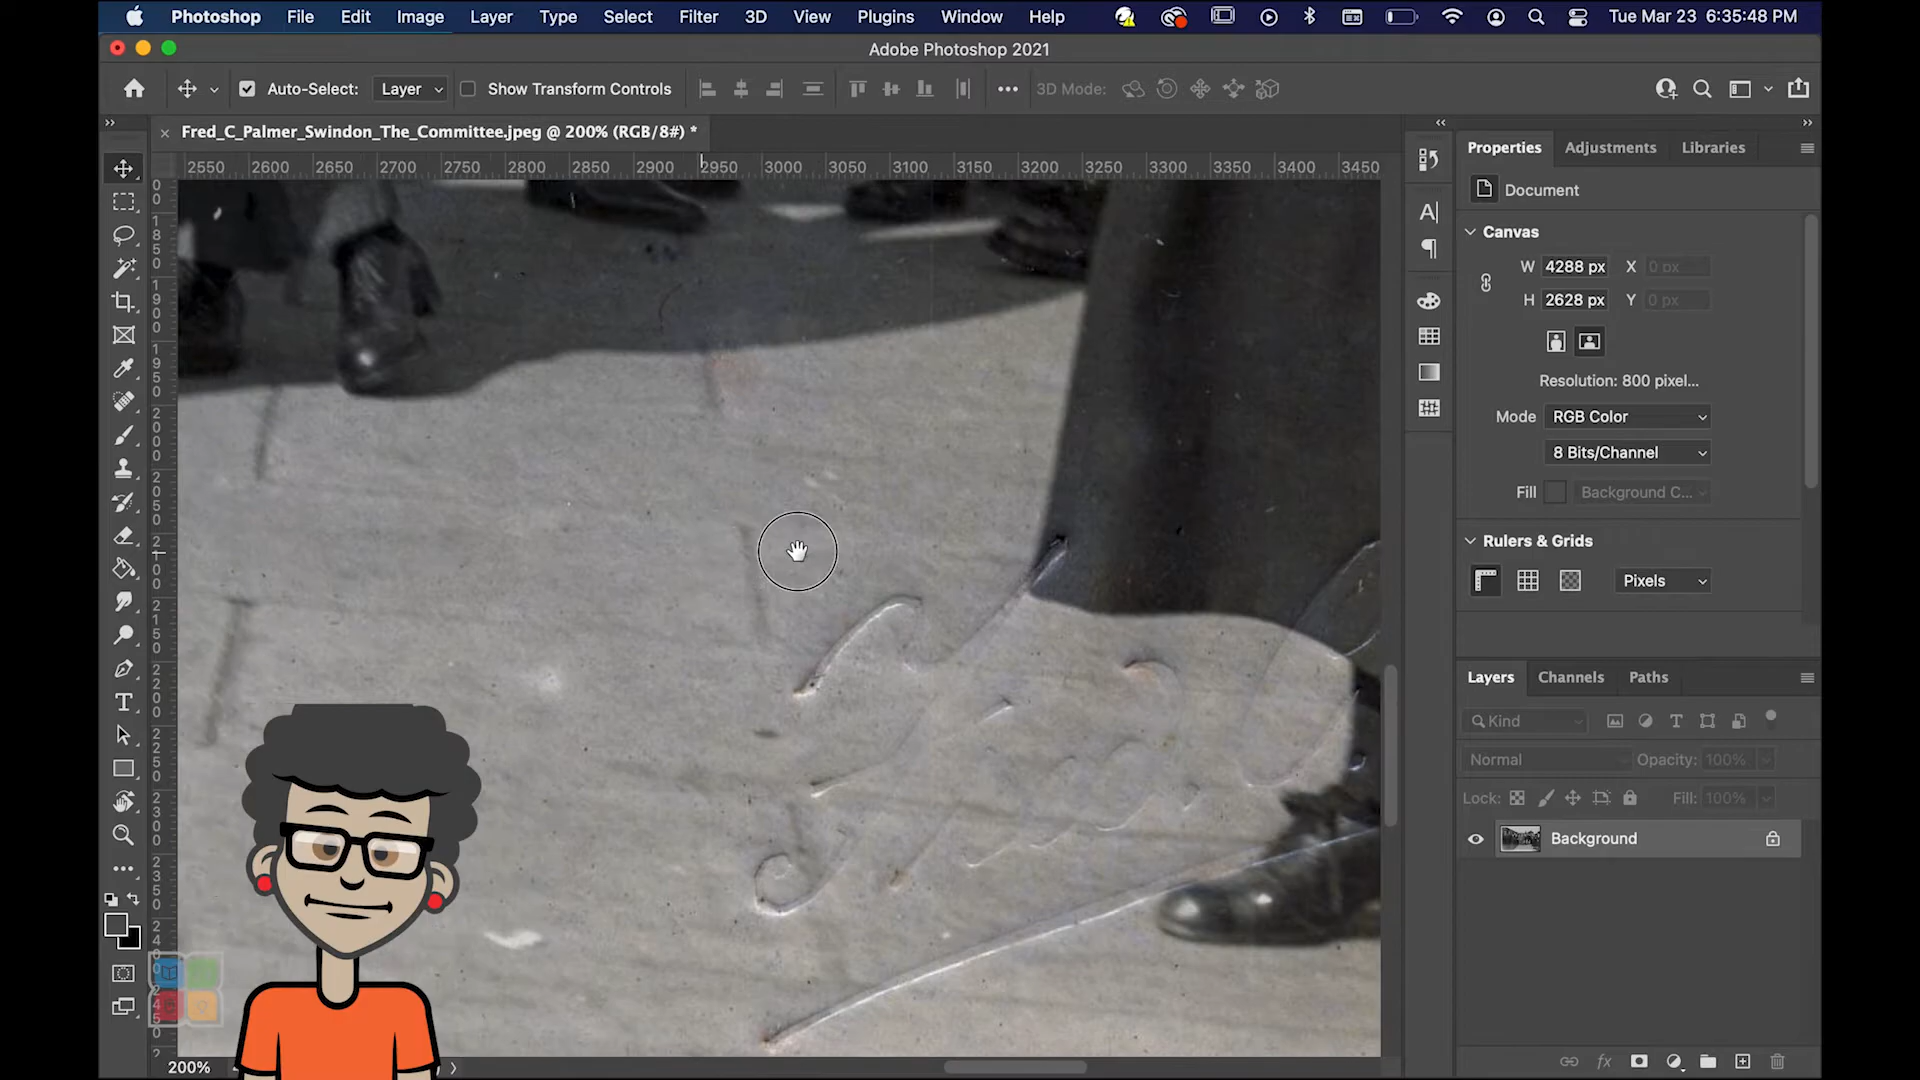 Photoshop File Edit Image Layer Type Select Filter 3D View Plugins Window Help Tue Mar 23 6:35:48 PM
Adobe Photoshop 2021
Auto-Select: Layer Show Transform Controls 3D Mode:
Fred_C_Palmer_Swindon_The_Committee.jpeg @ 200% (RGB/8#) *
2550 2600 2650 2700 2750 2800 2850 2900 2950 3000 3050 3100 3150 3200 3250 3300 3350 3400 3450
Properties Adjustments Libraries
Document
Canvas
W 4288 px X 0 px
H 2628 px Y 0 px
Resolution: 800 pixel...
Mode RGB Color
8 Bits/Channel
Fill Background C...
Rulers & Grids
Pixels
Layers Channels Paths
Kind
Normal Opacity: 100%
Lock: Fill: 100%
Background
200%